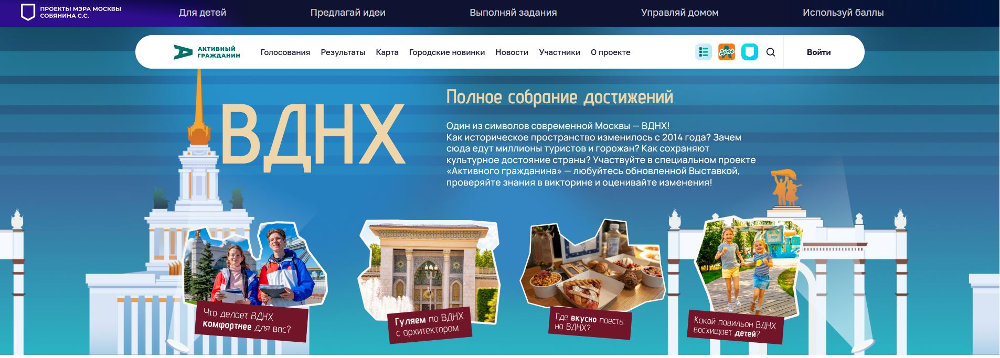 ПРОЕКТЫ МЭРА МОСКВЫ
СОБЯНИНА С.С.
Для детей
Предлагай идеи
Выполняй задания
Управляй домом
Используй баллы
АКТИВНЫЙ
ГРАЖДАНИН
Голосования
Результаты
Карта
Городские новинки
Новости
Участники
О проекте
Войти
ВДНХ
Полное собрание достижений
Один из символов современной Москвы — ВДНХ!
Как историческое пространство изменилось с 2014 года? Зачем
сюда едут миллионы туристов и горожан? Как сохраняют
культурное достояние страны? Участвуйте в специальном проекте
«Активного гражданина» — любуйтесь обновленной Выставкой,
проверяйте знания в викторине и оценивайте изменения!
Что делает ВДНХ
комфортнее для вас?
Гуляем по ВДНХ
с архитектором
Где вкусно поесть
на ВДНХ?
Какой павильон ВДНХ
восхищает детей?